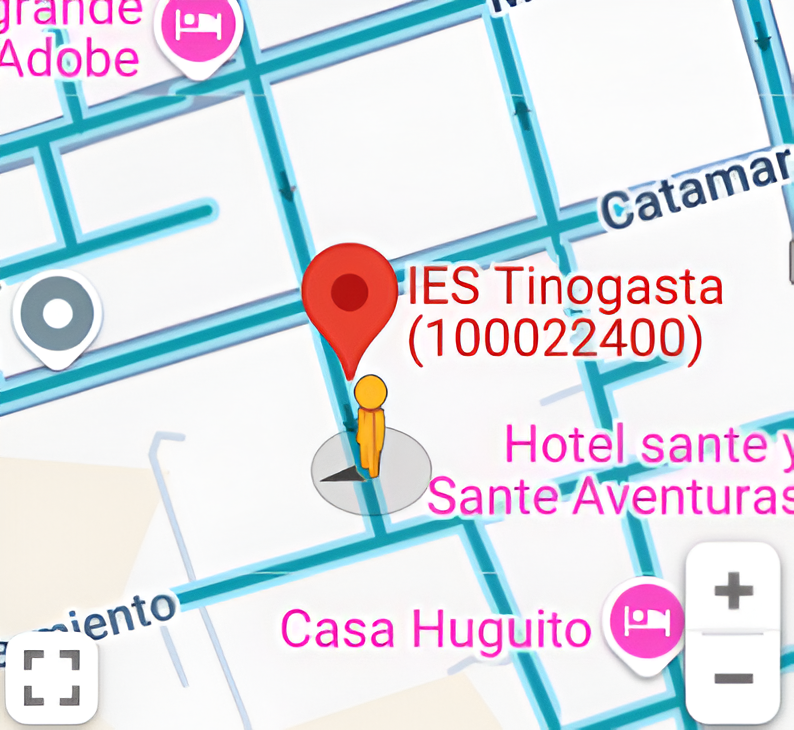 grande
Adobe
Catamar
IES Tinogasta
(100022400)
Hotel sante y
Sante Aventuras
miento
Casa Huguito